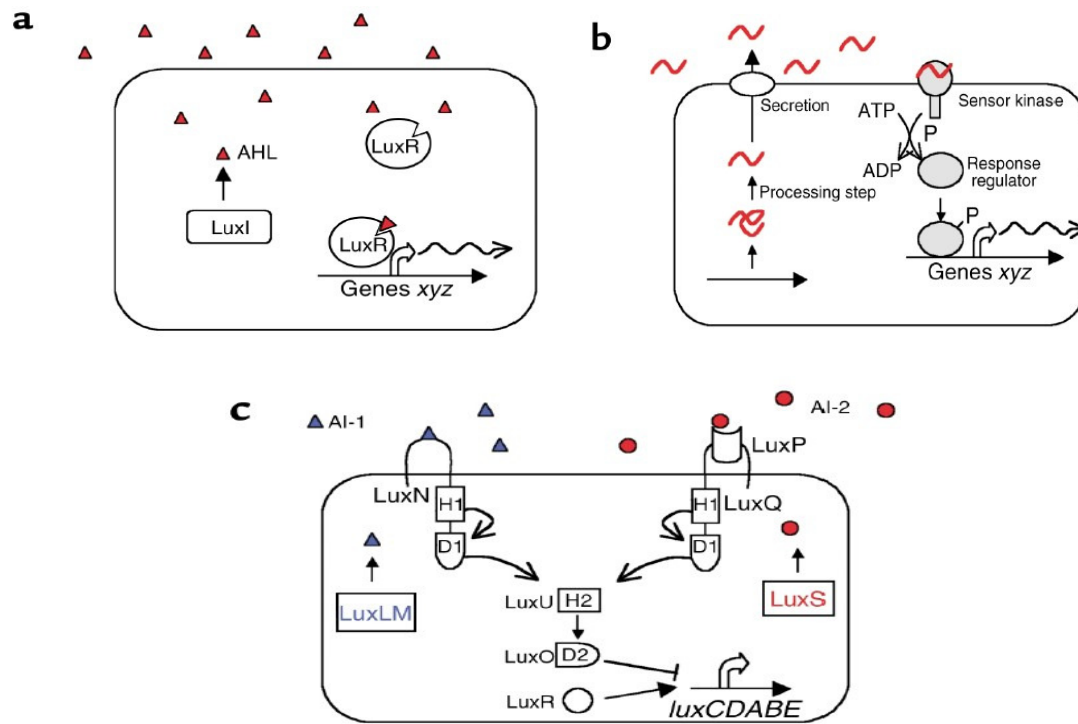 a
AHL
LuxI
LuxR
LuxR
Genes xyz
b
Secretion
Processing step
Sensor kinase
ATP
P
ADP
Response
regulator
P
Genes xyz
c
AI-1
AI-2
LuxP
LuxN
H1
D1
H1
LuxQ
D1
LuxLM
LuxS
LuxU H2
LuxO D2
LuxR
luxCDABE